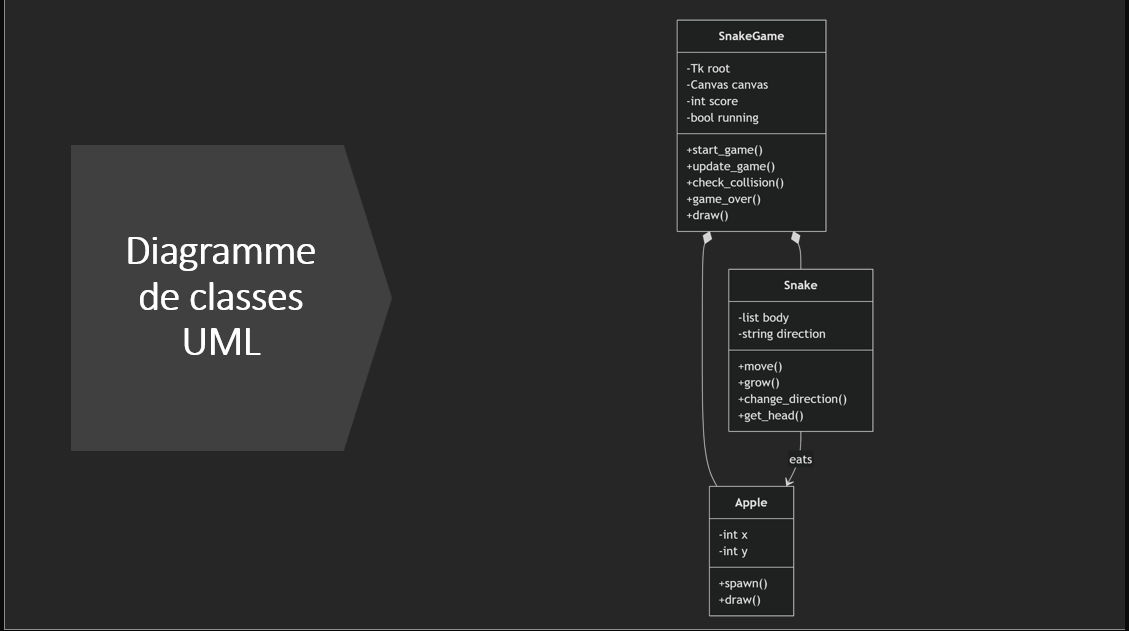 Diagramme
de classes
UML
SnakeGame
-Tk root
-Canvas canvas
-int score
-bool running
+start_game()
+update_game()
+check_collision()
+game_over()
+draw()
Snake
-list body
-string direction
+move()
+grow()
+change_direction()
+get_head()
eats
Apple
-int x
-int y
+spawn()
+draw()